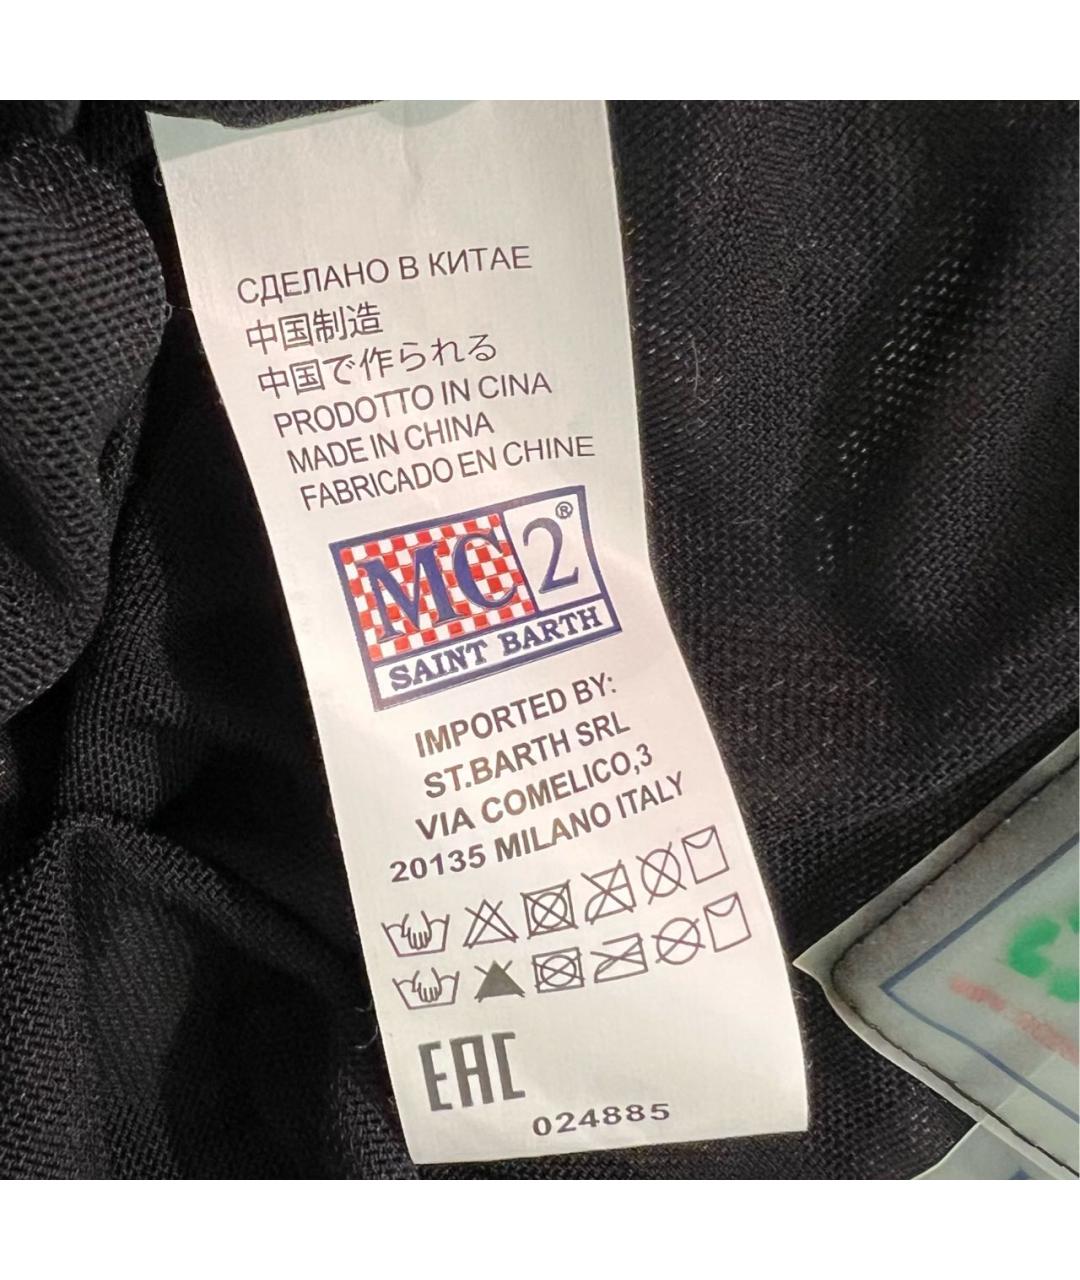 СДЕЛАНО В КИТАЕ
中国制造
中国で作られる
PRODOTTO IN CINA
MADE IN CHINA
FABRICADO EN CHINE
MC2®
SAINT BARTH
IMPORTED BY:
ST.BARTH SRL
VIA COMELICO,3
20135 MILANO ITALY
EAC
024885